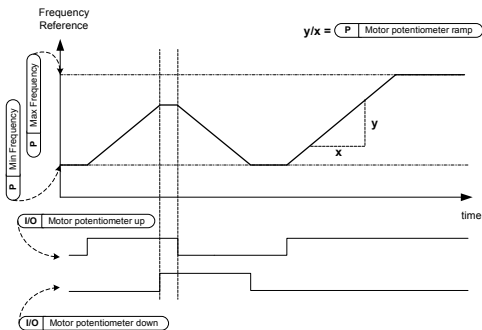 Frequency
Reference
y/x = P Motor potentiometer ramp
P Max Frequency
P Min Frequency
y
x
time
I/O Motor potentiometer up
I/O Motor potentiometer down